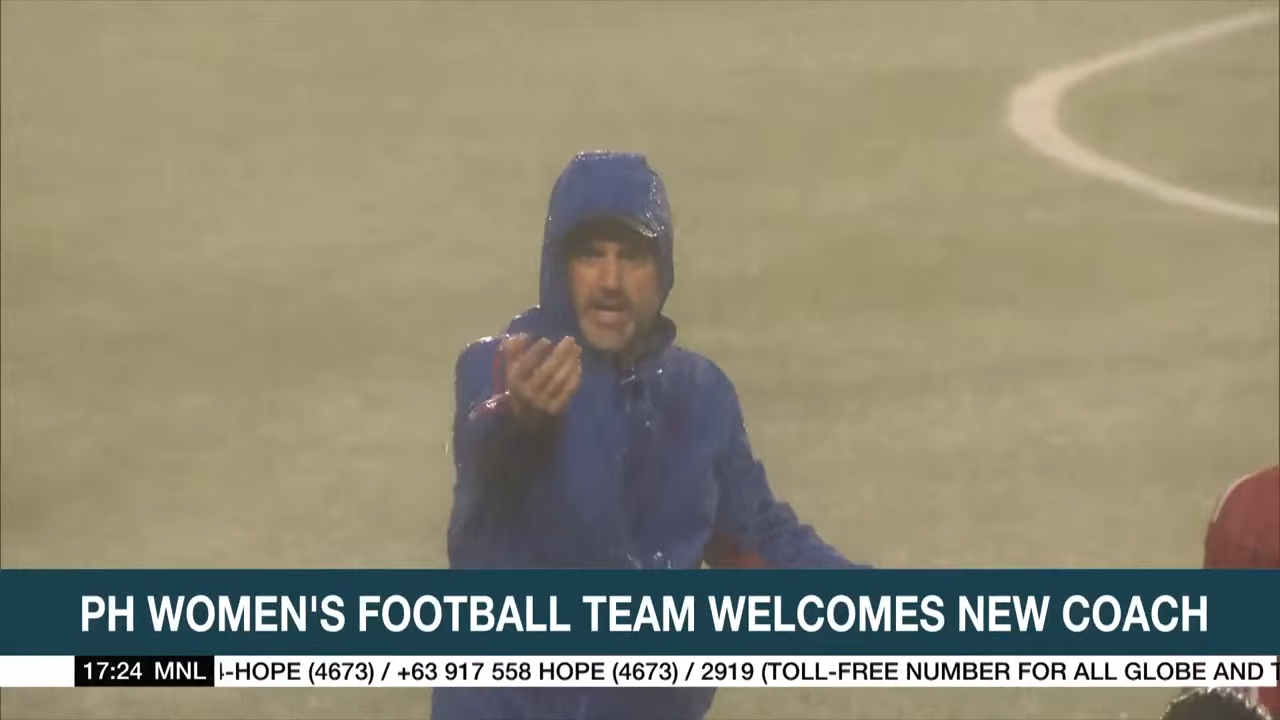 PH WOMEN'S FOOTBALL TEAM WELCOMES NEW COACH
17:24 MNL -HOPE (4673) / +63 917 558 HOPE (4673) / 2919 (TOLL-FREE NUMBER FOR ALL GLOBE AND